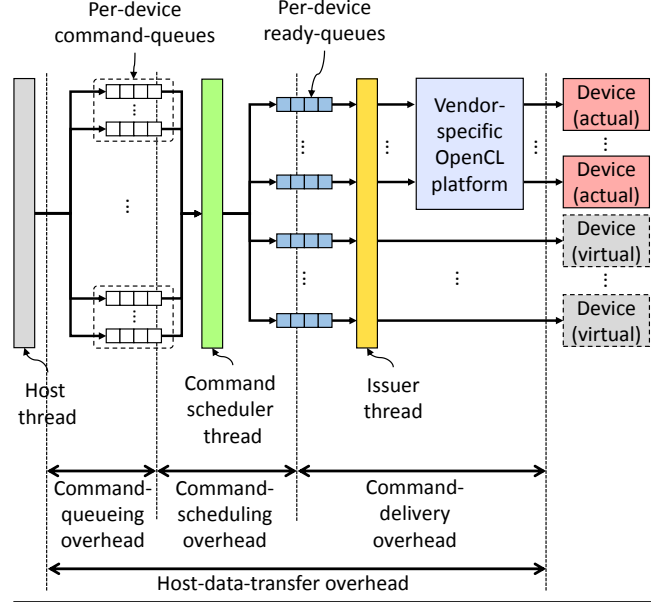 Per-device
command-queues
Per-device
ready-queues
Vendor-
specific
OpenCL
platform
Device
(actual)
Device
(actual)
Device
(virtual)
Device
(virtual)
Host
thread
Command
scheduler
thread
Issuer
thread
Command-
queueing
overhead
Command-
scheduling
overhead
Command-
delivery
overhead
Host-data-transfer overhead